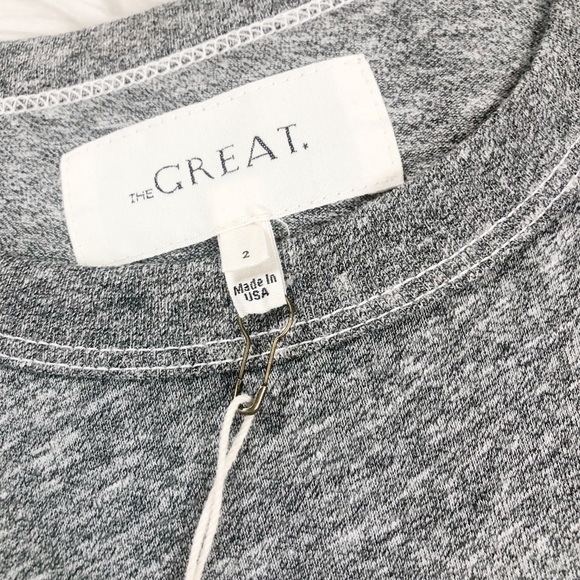 THE GREAT.
2
Made In
USA